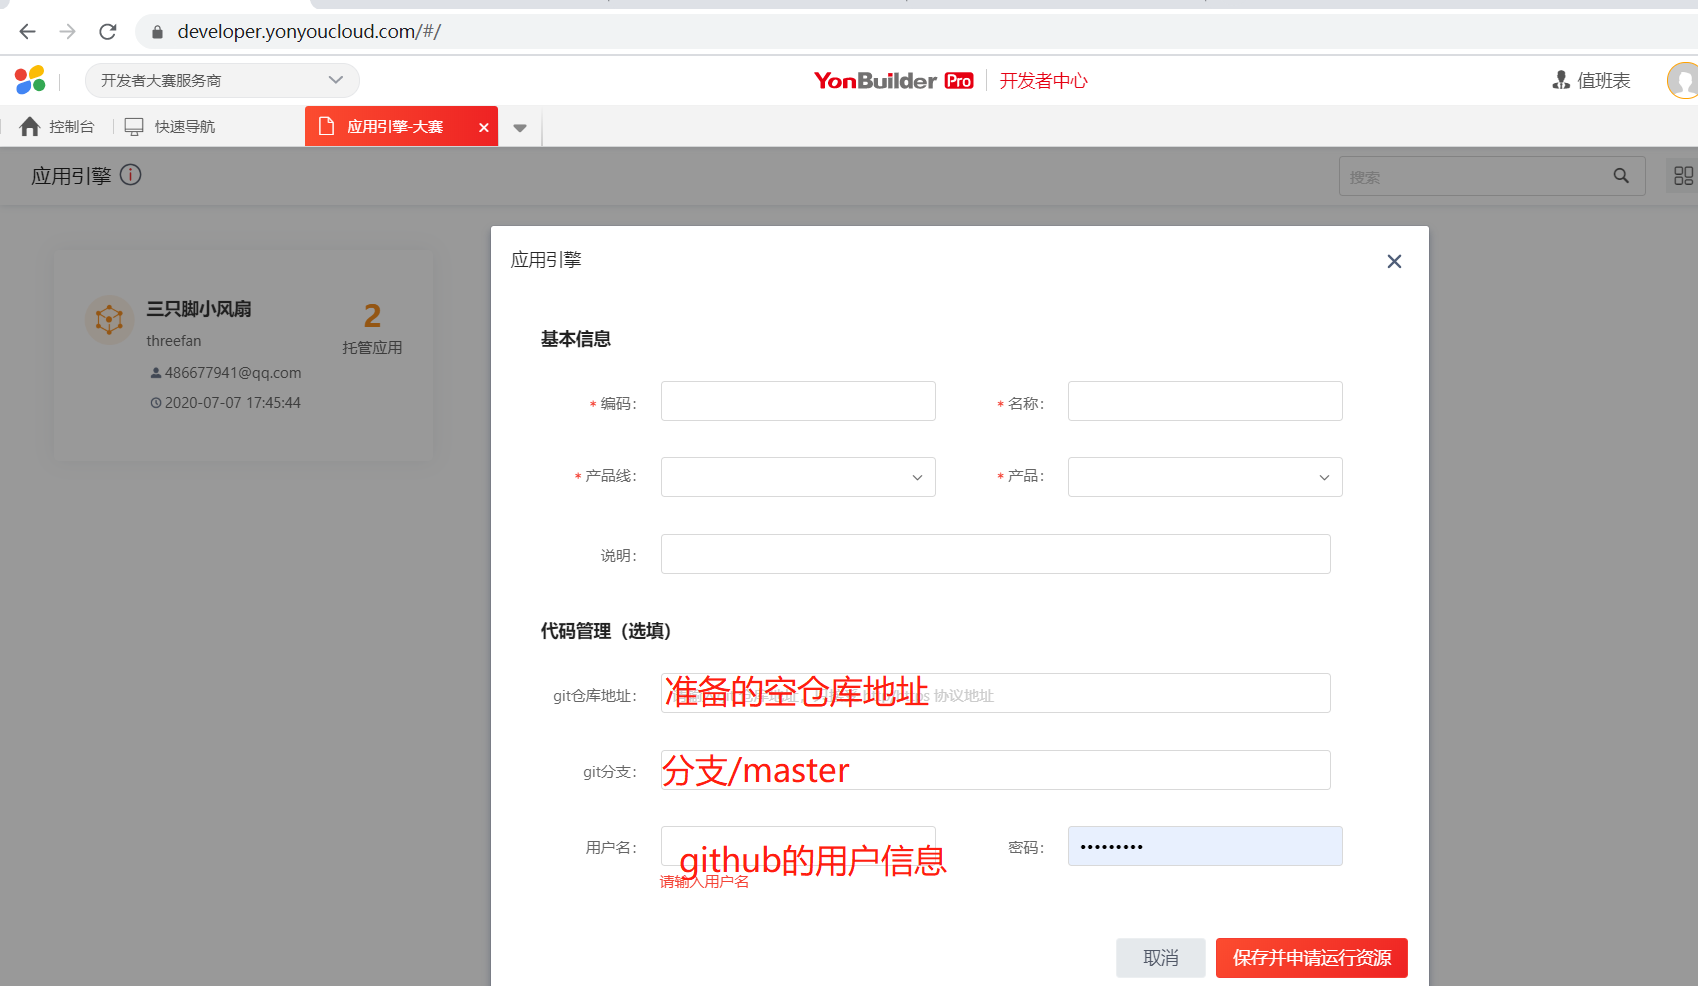 developer.yonyoucloud.com/#/
开发者大赛服务商
YonBuilder Pro 开发者中心
值班表
控制台
快速导航
应用引擎-大赛
应用引擎
搜索
三只脚小风扇
threefan
486677941@qq.com
2020-07-07 17:45:44
2
托管应用
应用引擎
基本信息
* 编码：
* 名称：
* 产品线：
* 产品：
说明：
代码管理（选填）
git仓库地址：
准备的空仓库地址
协议地址
git分支：
分支/master
用户名：
github的用户信息
请输入用户名
密码：
•••••••••
取消
保存并申请运行资源